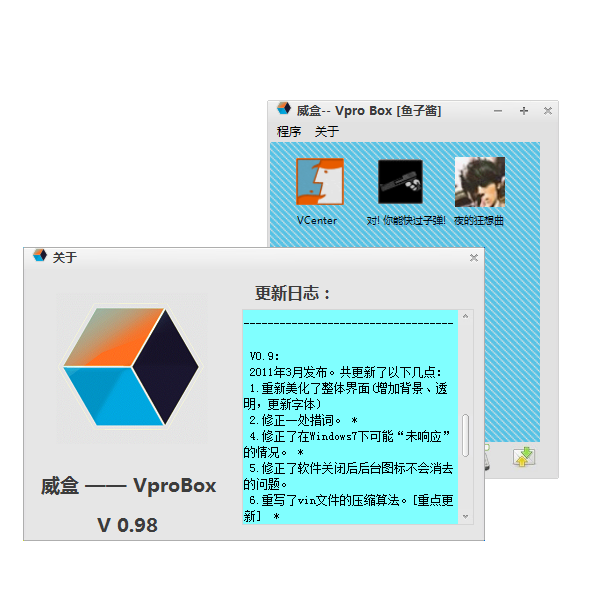 威盒-- Vpro Box [鱼子酱]
程序 关于
VCenter 对! 你能快过子弹! 夜的狂想曲
关于
更新日志：
-----------------------------------
V0.9:
2011年3月发布。共更新了以下几点:
1.重新美化了整体界面(增加背景、透
明，更新字体)
2.修正一处措词。 *
4.修正了在Windows7下可能“未响应”
的情况。 *
5.修正了软件关闭后后台图标不会消去
的问题。
6.重写了vin文件的压缩算法。[重点更
新] *
威盒 —— VproBox
V 0.98